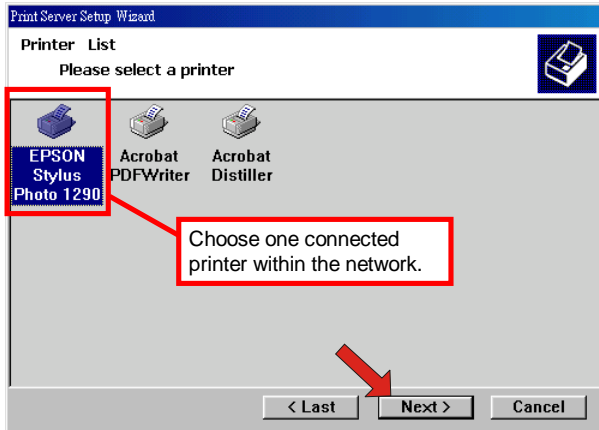 Print Server Setup Wizard
Printer List
Please select a printer
EPSON
Stylus
Photo 1290
Acrobat
PDFWriter
Acrobat
Distiller
Choose one connected
printer within the network.
< Last
Next >
Cancel